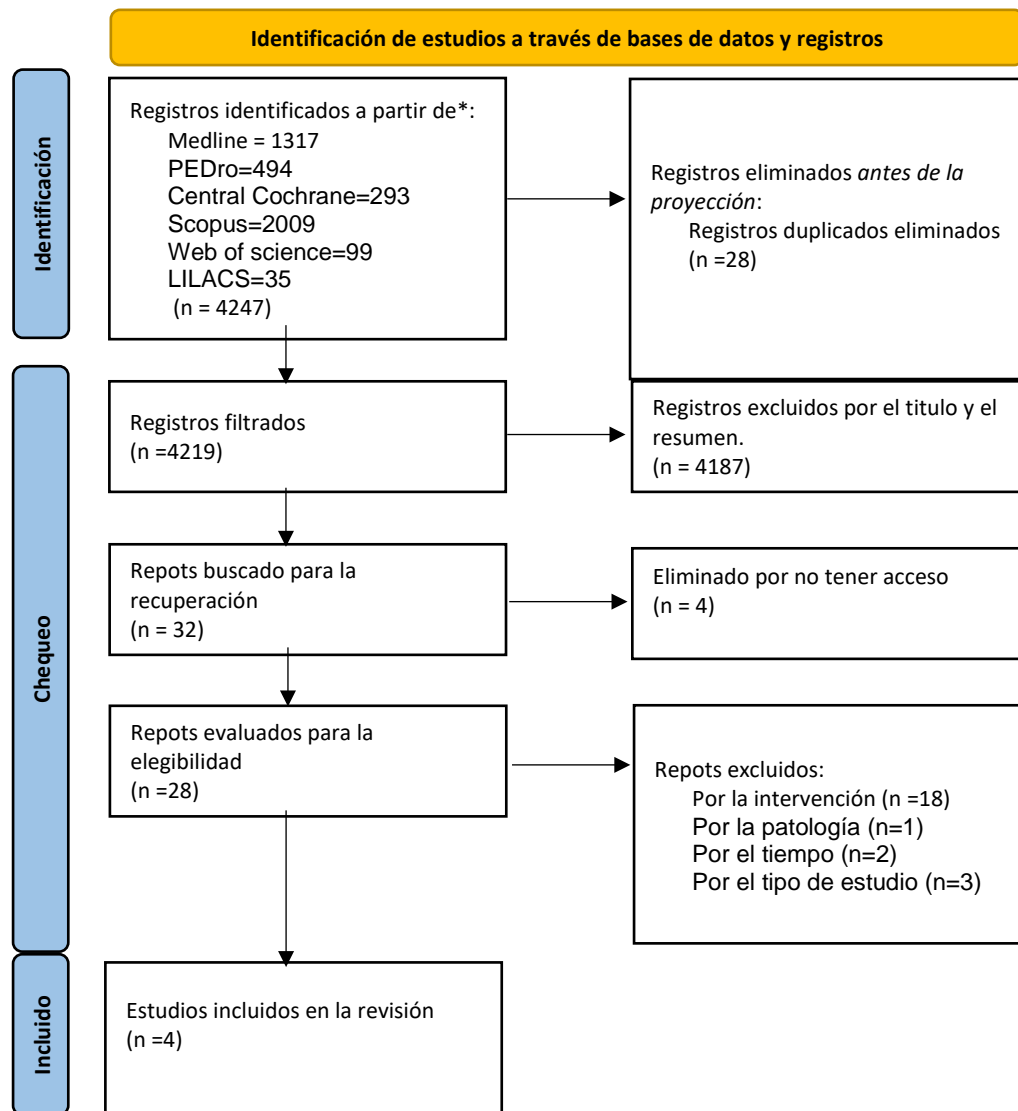 Identificación de estudios a través de bases de datos y registros
Identificación
Registros identificados a partir de*:
Medline = 1317
PEDro=494
Central Cochrane=293
Scopus=2009
Web of science=99
LILACS=35
(n = 4247)
Registros eliminados antes de la
proyección:
Registros duplicados eliminados
(n =28)
Chequeo
Registros filtrados
(n =4219)
Registros excluidos por el titulo y el
resumen.
(n = 4187)
Repots buscado para la
recuperación
(n = 32)
Eliminado por no tener acceso
(n = 4)
Repots evaluados para la
elegibilidad
(n =28)
Repots excluidos:
Por la intervención (n =18)
Por la patología (n=1)
Por el tiempo (n=2)
Por el tipo de estudio (n=3)
Incluido
Estudios incluidos en la revisión
(n =4)